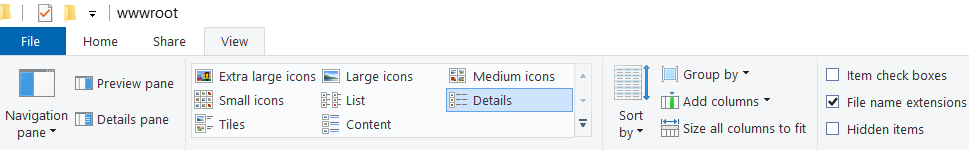 wwwroot
File Home Share View
Navigation pane
Preview pane
Details pane
Extra large icons Large icons Medium icons
Small icons List Details
Tiles Content
Sort by
Group by
Add columns
Size all columns to fit
Item check boxes
File name extensions
Hidden items